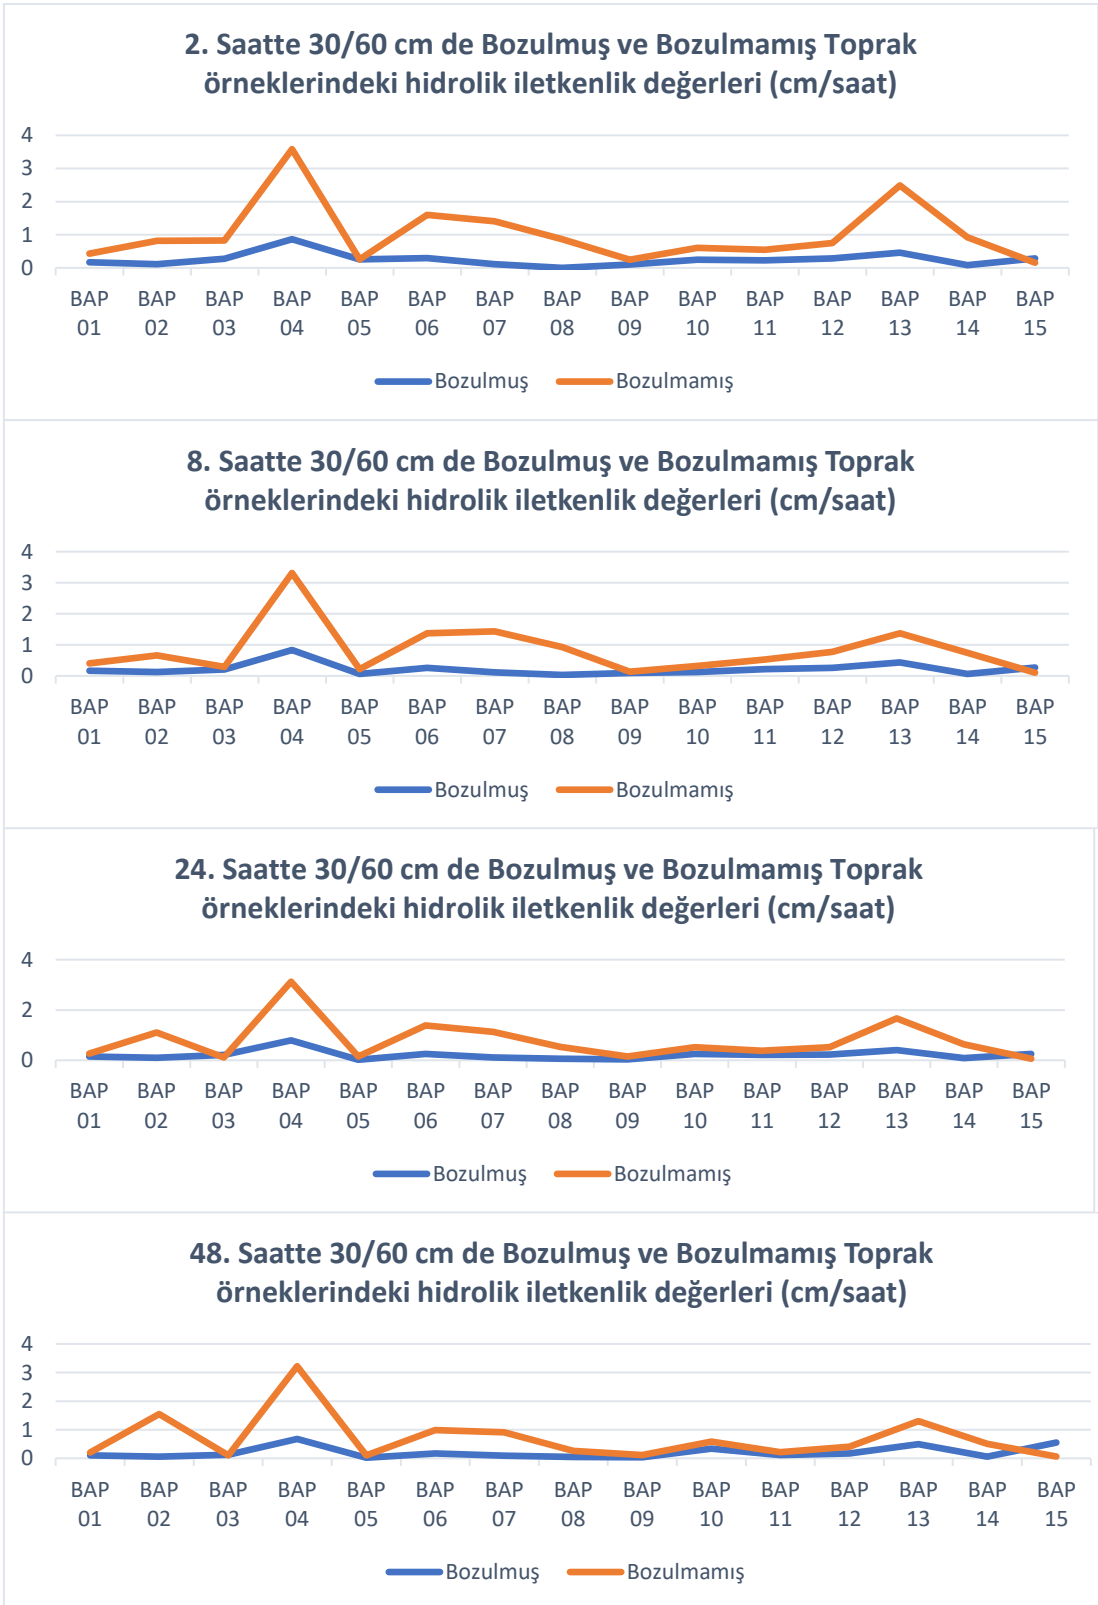 2. Saatte 30/60 cm de Bozulmuş ve Bozulmamış Toprak
örneklerindeki hidrolik iletkenlik değerleri (cm/saat)
4
3
2
1
0
BAP BAP BAP BAP BAP BAP BAP BAP BAP BAP BAP BAP BAP BAP BAP
01 02 03 04 05 06 07 08 09 10 11 12 13 14 15
Bozulmuş Bozulmamış
8. Saatte 30/60 cm de Bozulmuş ve Bozulmamış Toprak
örneklerindeki hidrolik iletkenlik değerleri (cm/saat)
4
3
2
1
0
BAP BAP BAP BAP BAP BAP BAP BAP BAP BAP BAP BAP BAP BAP BAP
01 02 03 04 05 06 07 08 09 10 11 12 13 14 15
Bozulmuş Bozulmamış
24. Saatte 30/60 cm de Bozulmuş ve Bozulmamış Toprak
örneklerindeki hidrolik iletkenlik değerleri (cm/saat)
4
2
0
BAP BAP BAP BAP BAP BAP BAP BAP BAP BAP BAP BAP BAP BAP BAP
01 02 03 04 05 06 07 08 09 10 11 12 13 14 15
Bozulmuş Bozulmamış
48. Saatte 30/60 cm de Bozulmuş ve Bozulmamış Toprak
örneklerindeki hidrolik iletkenlik değerleri (cm/saat)
4
3
2
1
0
BAP BAP BAP BAP BAP BAP BAP BAP BAP BAP BAP BAP BAP BAP BAP
01 02 03 04 05 06 07 08 09 10 11 12 13 14 15
Bozulmuş Bozulmamış